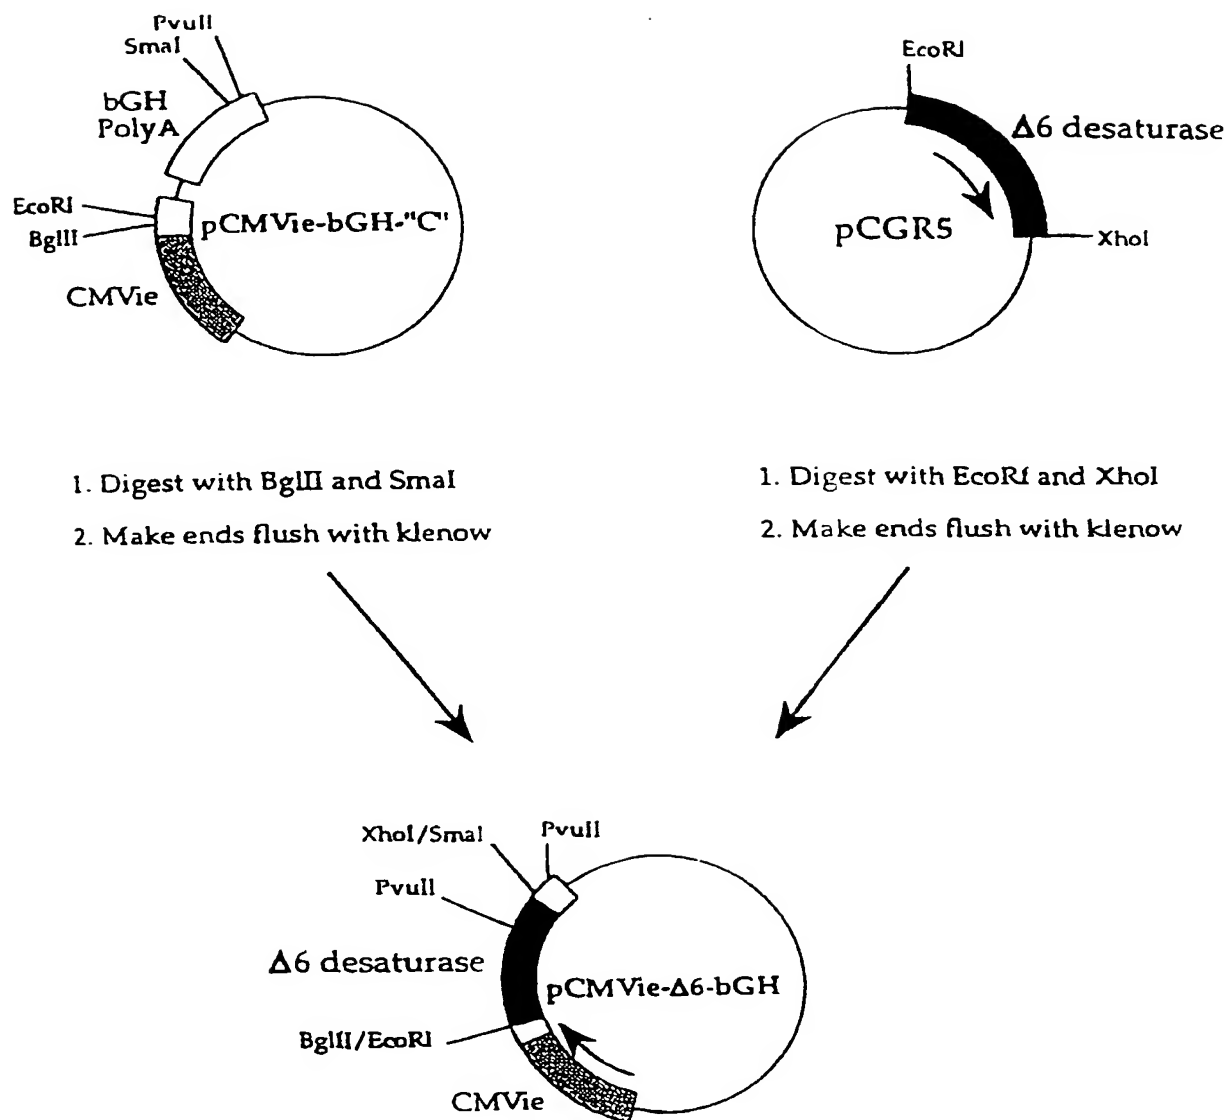 PvuII
SmaI
bGH
PolyA
EcoRI
BglII
pCMVie-bGH-"C"
CMVie
EcoRI
Δ6 desaturase
pCGR5
XhoI
1. Digest with BglII and SmaI
2. Make ends flush with klenow
1. Digest with EcoRI and XhoI
2. Make ends flush with klenow
XhoI/SmaI
PvuII
PvuII
Δ6 desaturase
pCMVie-Δ6-bGH
BglII/EcoRI
CMVie